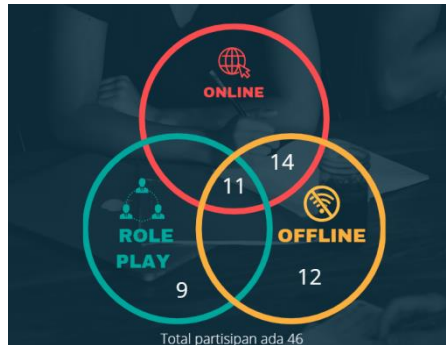 ONLINE
14
11
ROLE
PLAY
OFFLINE
9
12
Total partisipan ada 46